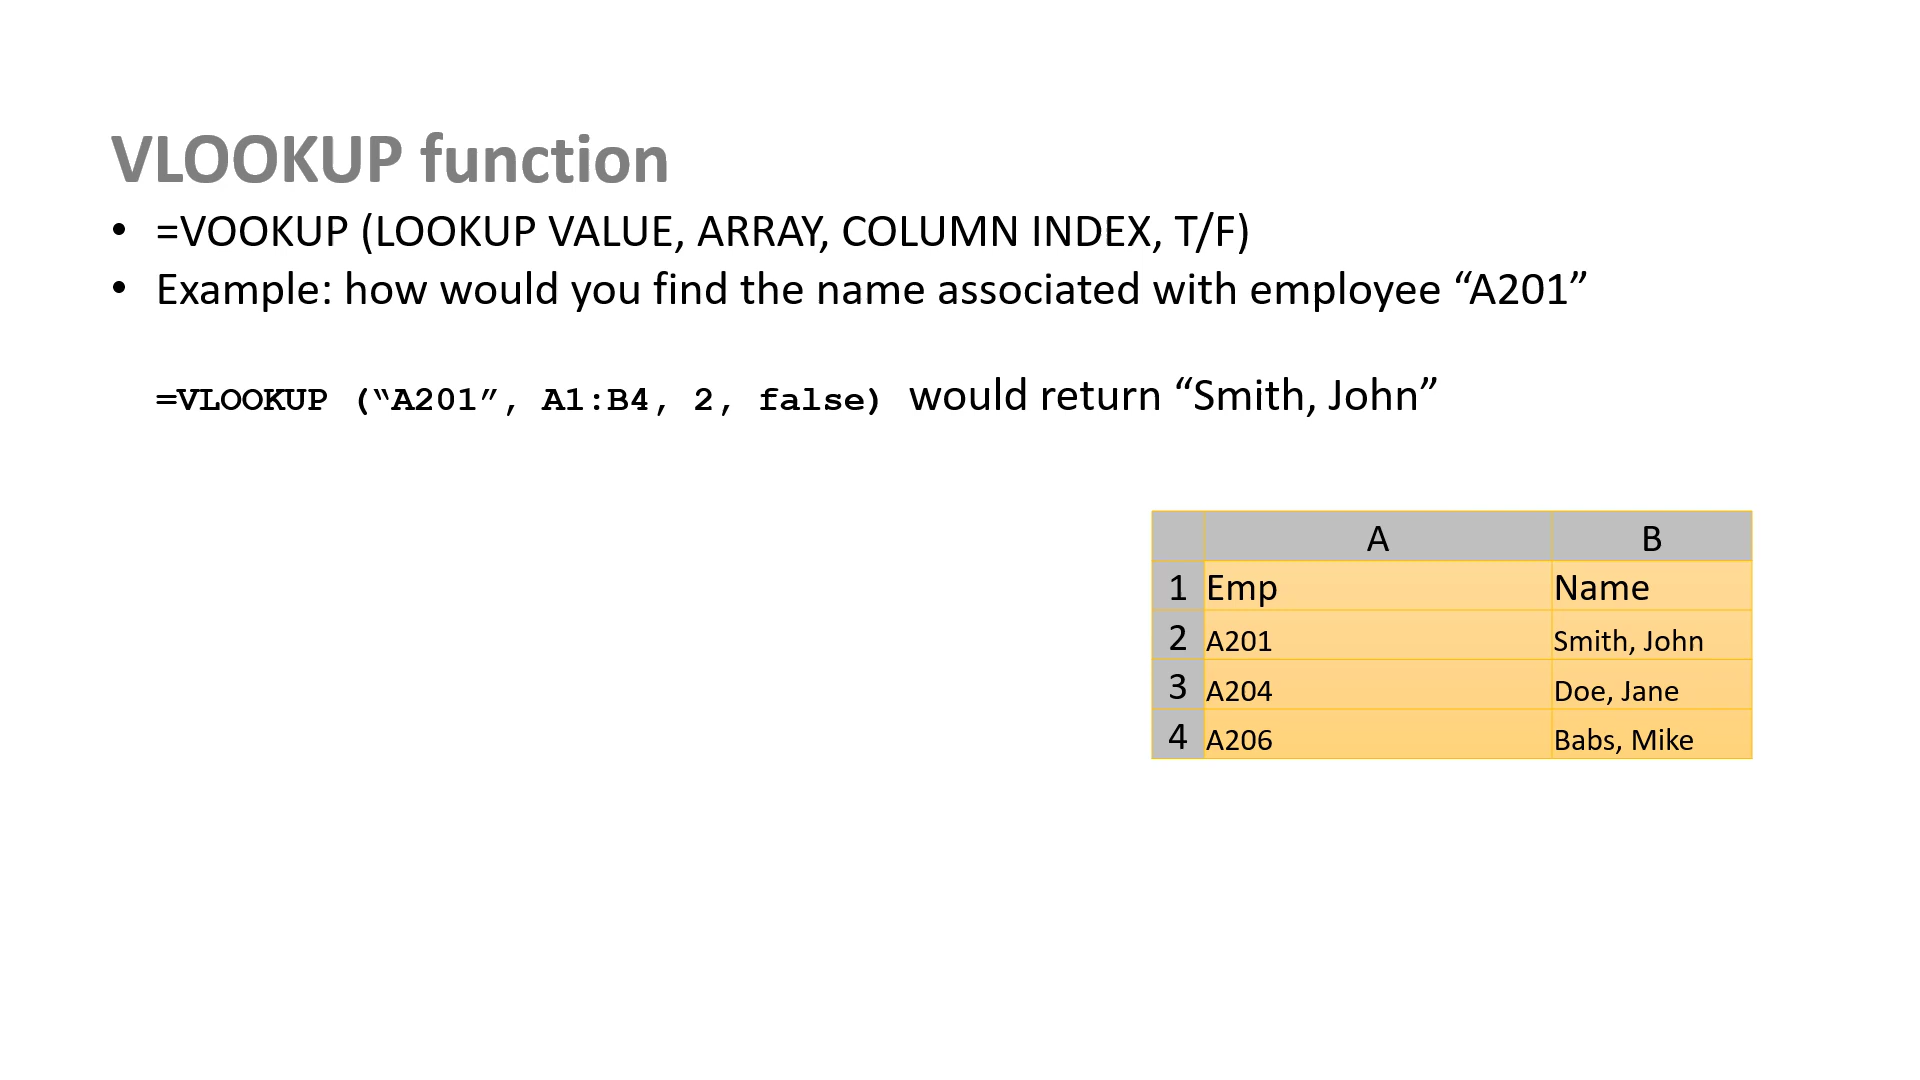 VLOOKUP function
• =VOOKUP (LOOKUP VALUE, ARRAY, COLUMN INDEX, T/F)
• Example: how would you find the name associated with employee “A201”
=VLOOKUP (“A201”, A1:B4, 2, false) would return “Smith, John”
A B
1 Emp Name
2 A201 Smith, John
3 A204 Doe, Jane
4 A206 Babs, Mike